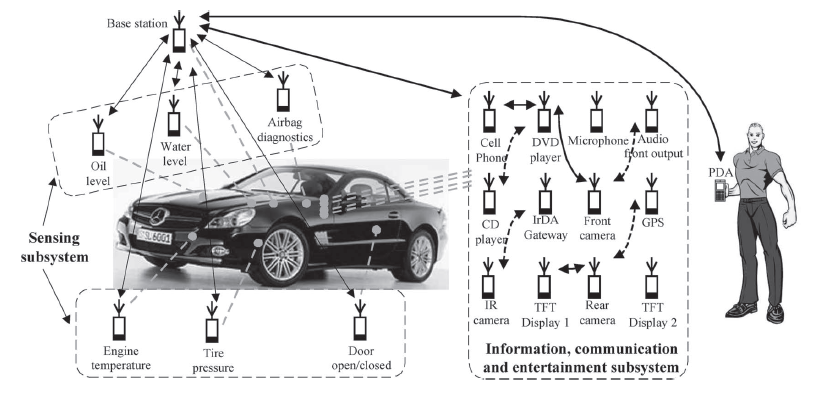 Base station
Airbag
diagnostics
Water
level
Oil
level
Sensing
subsystem
SL 6001
Engine
temperature
Tire
pressure
Door
open/closed
Cell
Phone
DVD
player
Microphone
Audio
front output
CD
player
IrDA
Gateway
Front
camera
GPS
IR
camera
TFT
Display 1
Rear
camera
TFT
Display 2
Information, communication
and entertainment subsystem
PDA